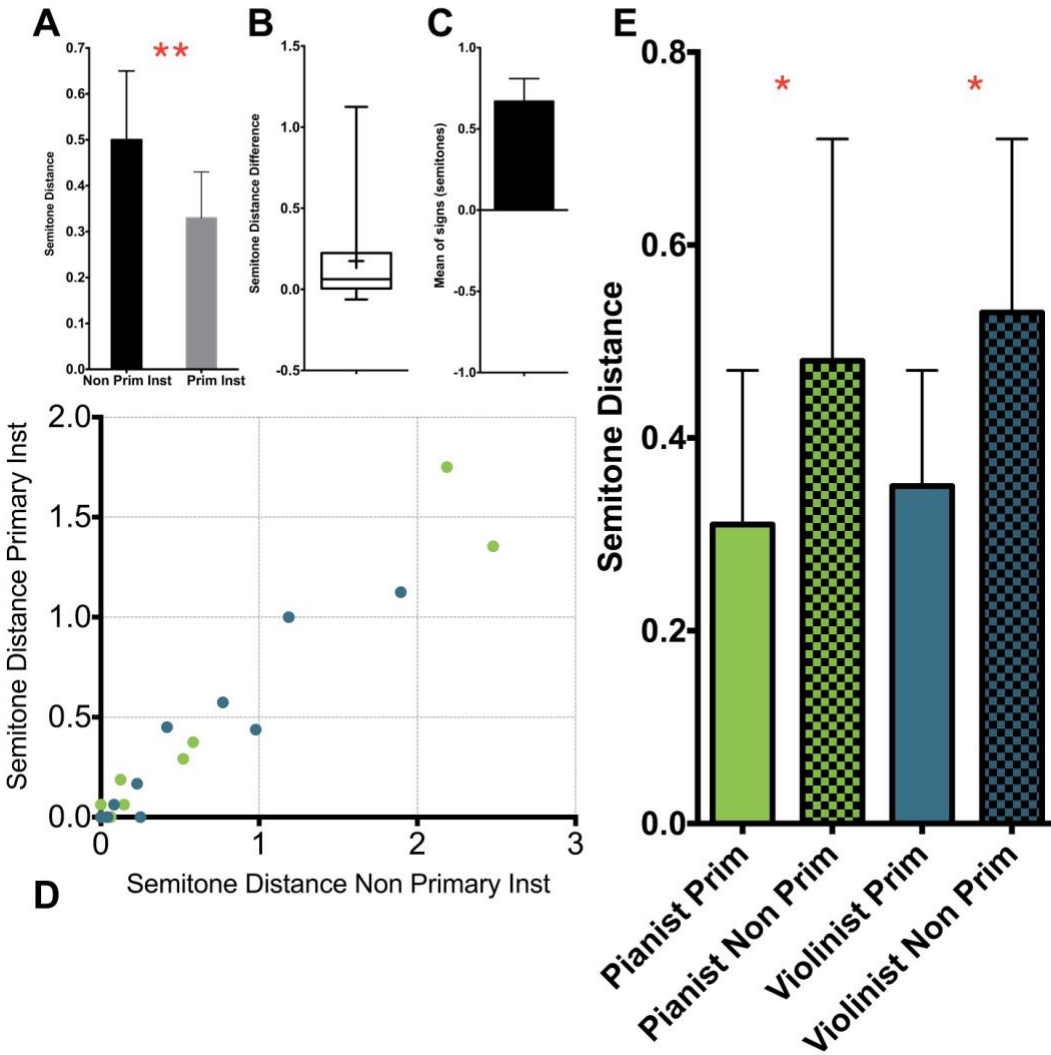 A
**
0.7
0.6
0.5
0.4
0.3
0.2
0.1
0.0
Semitone Distance
Non Prim Inst
Prim Inst
B
1.5
1.0
0.5
0.0
-0.5
Semitone Distance Difference
C
1.0
0.5
0.0
-0.5
-1.0
Mean of signs (semitones)
D
2.0
1.5
1.0
0.5
0.0
Semitone Distance Primary Inst
0
1
2
3
Semitone Distance Non Primary Inst
E
*
*
0.8
0.6
0.4
0.2
0.0
Semitone Distance
Pianist Prim
Pianist Non Prim
Violinist Prim
Violinist Non Prim